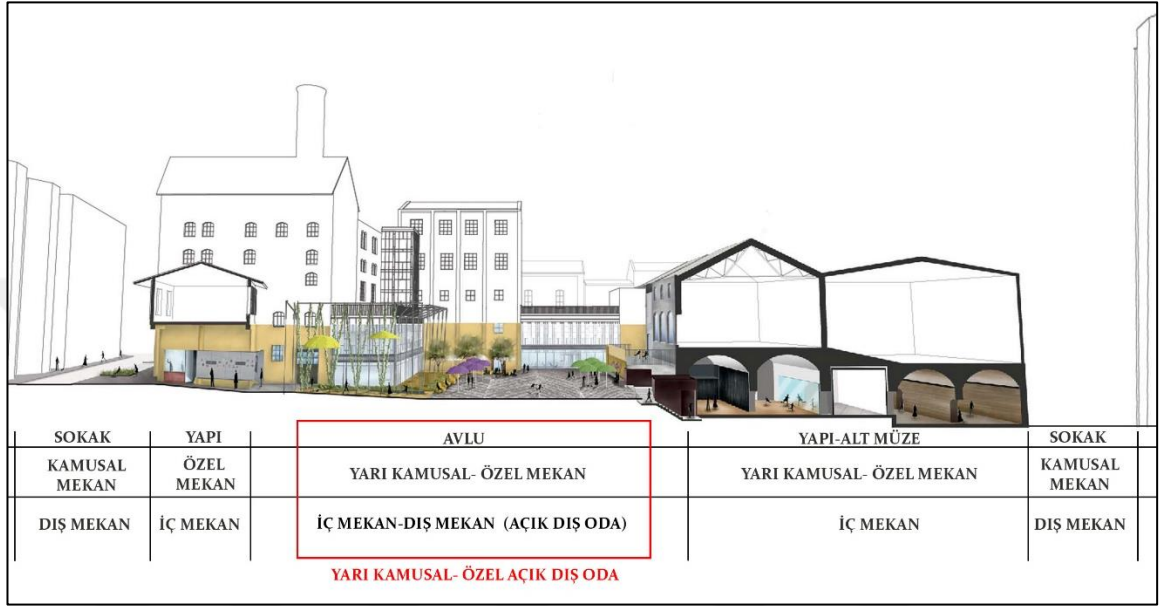 SOKAK YAPI AVLU YAPI-ALT MÜZE SOKAK
KAMUSAL MEKAN ÖZEL MEKAN YARI KAMUSAL- ÖZEL MEKAN YARI KAMUSAL- ÖZEL MEKAN KAMUSAL MEKAN
DIŞ MEKAN İÇ MEKAN İÇ MEKAN-DIŞ MEKAN (AÇIK DIŞ ODA) İÇ MEKAN DIŞ MEKAN
YARI KAMUSAL- ÖZEL AÇIK DIŞ ODA